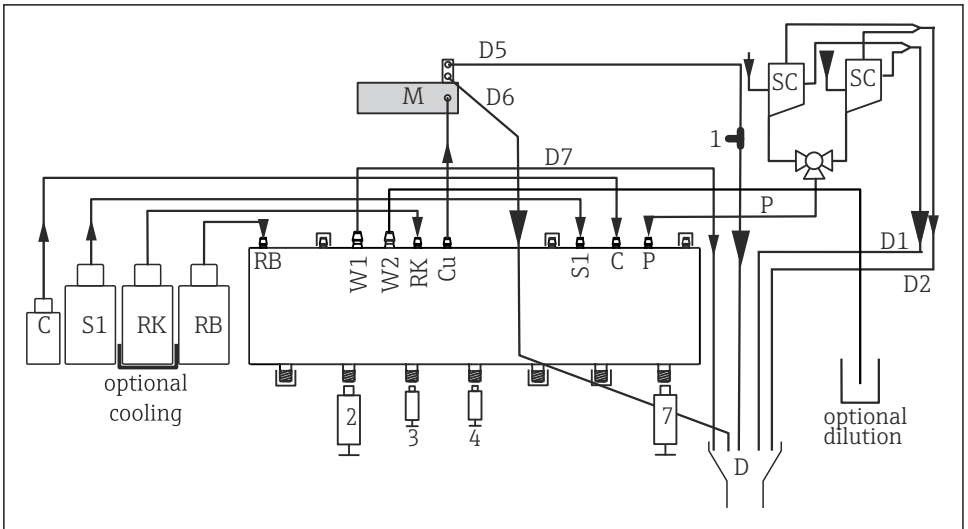 D5
SC
SC
M
D6
1
D7
P
RB
W1
W2
RK
Cu
S1
C
P
D1
D2
C
S1
RK
RB
optional
cooling
2
3
4
7
optional
dilution
D